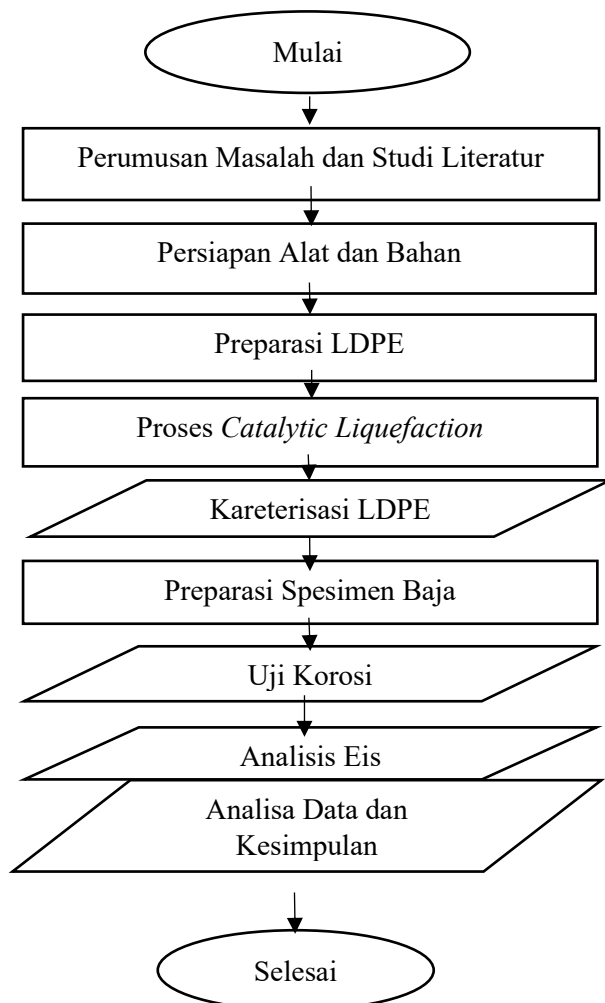 Mulai
Perumusan Masalah dan Studi Literatur
Persiapan Alat dan Bahan
Preparasi LDPE
Proses Catalytic Liquefaction
Kareterisasi LDPE
Preparasi Spesimen Baja
Uji Korosi
Analisis Eis
Analisa Data dan
Kesimpulan
Selesai